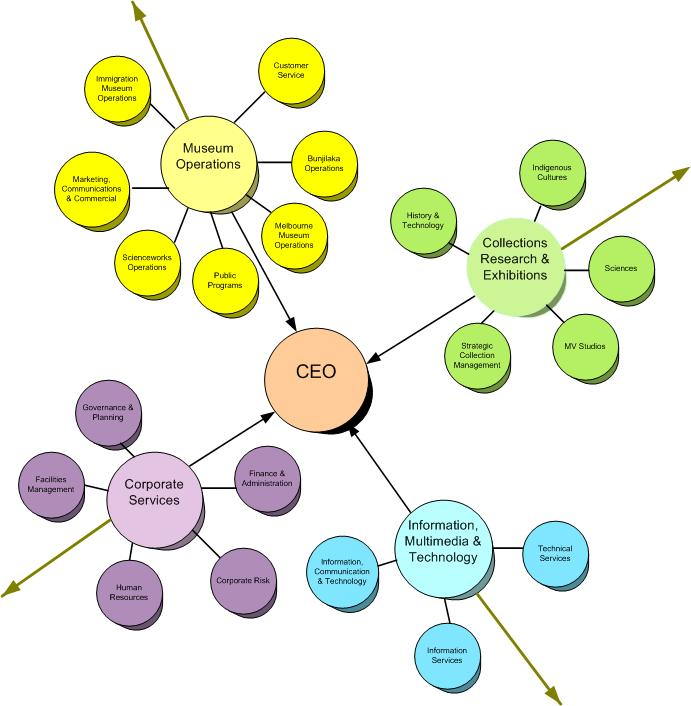 Immigration
Museum
Operations
Customer
Service
Museum
Operations
Bunjilaka
Operations
Marketing,
Communications
& Commercial
Melbourne
Museum
Operations
Scienceworks
Operations
Public
Programs
Indigenous
Cultures
History &
Technology
Collections
Research &
Exhibitions
Sciences
Strategic
Collection
Management
MV Studios
CEO
Governance &
Planning
Facilities
Management
Corporate
Services
Finance &
Administration
Human
Resources
Corporate Risk
Information,
Multimedia &
Technology
Information,
Communication
& Technology
Technical
Services
Information
Services